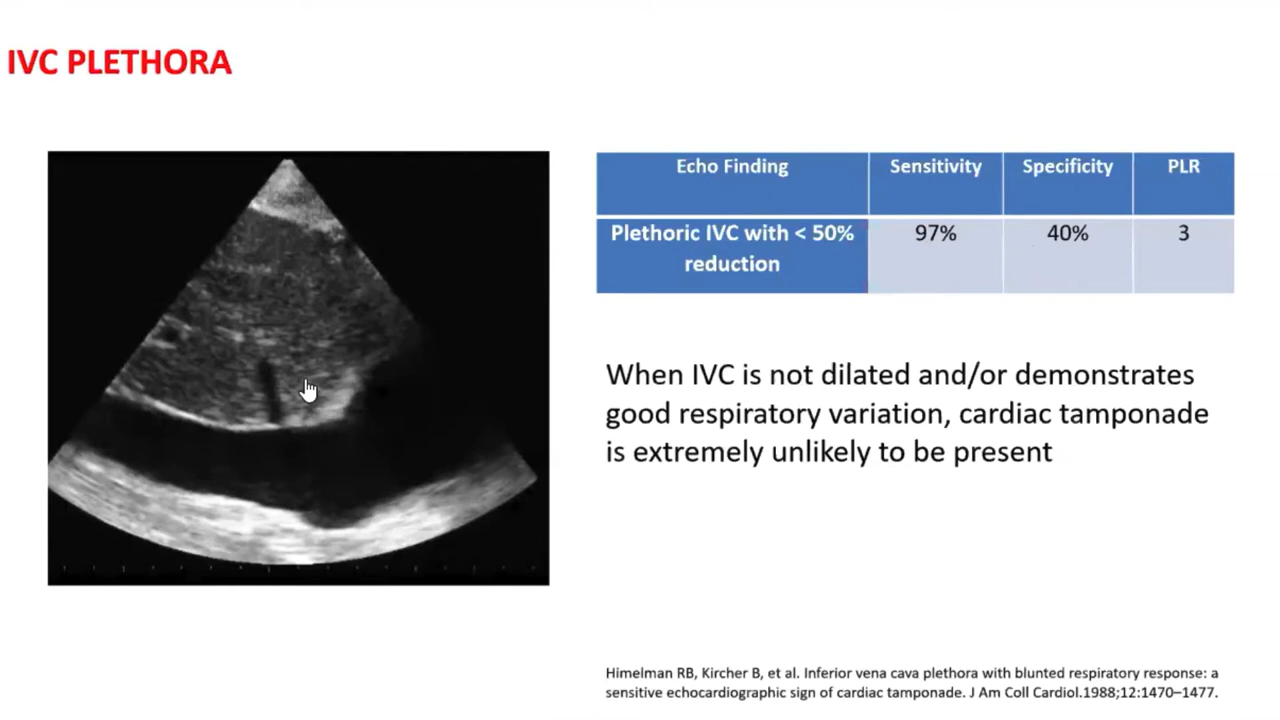 IVC PLETHORA
Echo Finding Sensitivity Specificity PLR
Plethoric IVC with < 50% 97% 40% 3
reduction
When IVC is not dilated and/or demonstrates
good respiratory variation, cardiac tamponade
is extremely unlikely to be present
Himelman RB, Kircher B, et al. Inferior vena cava plethora with blunted respiratory response: a
sensitive echocardiographic sign of cardiac tamponade. J Am Coll Cardiol.1988;12:1470–1477.